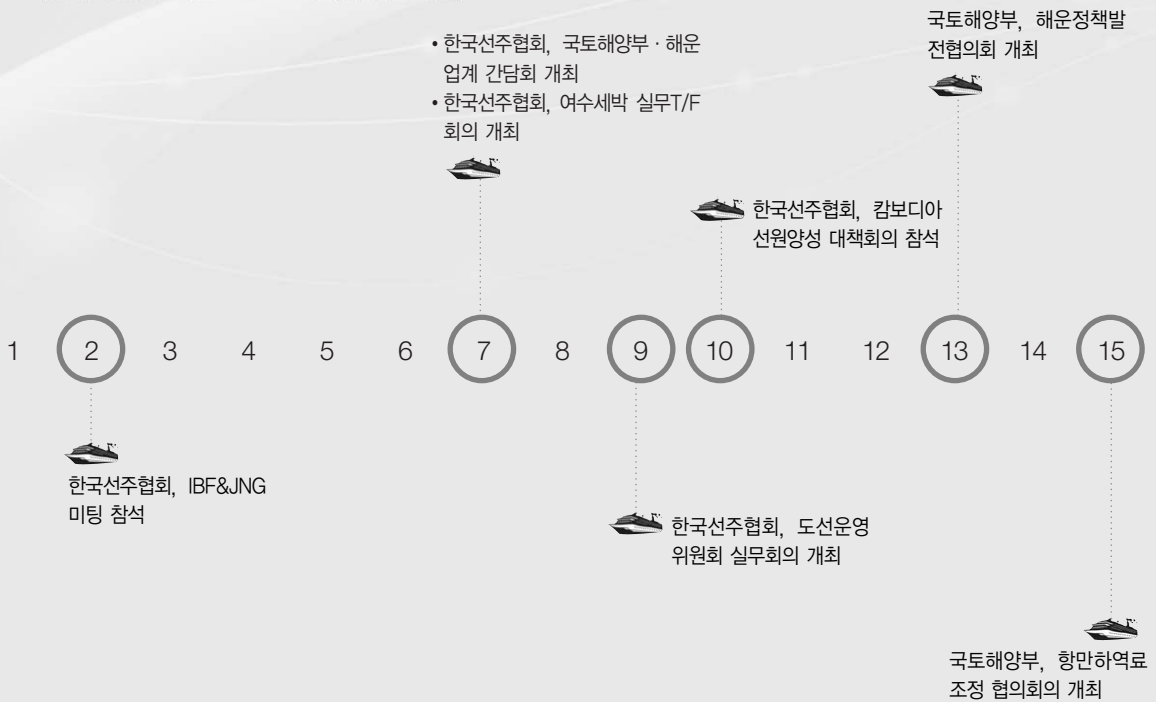 국토해양부, 해운정책발
전협의회 개최
• 한국선주협회, 국토해양부 · 해운
업계 간담회 개최
• 한국선주협회, 여수세박 실무T/F
회의 개최
한국선주협회, 캄보디아
선원양성 대책회의 참석
1 2 3 4 5 6 7 8 9 10 11 12 13 14 15
한국선주협회, IBF&JNG
미팅 참석
한국선주협회, 도선운영
위원회 실무회의 개최
국토해양부, 항만하역료
조정 협의회의 개최